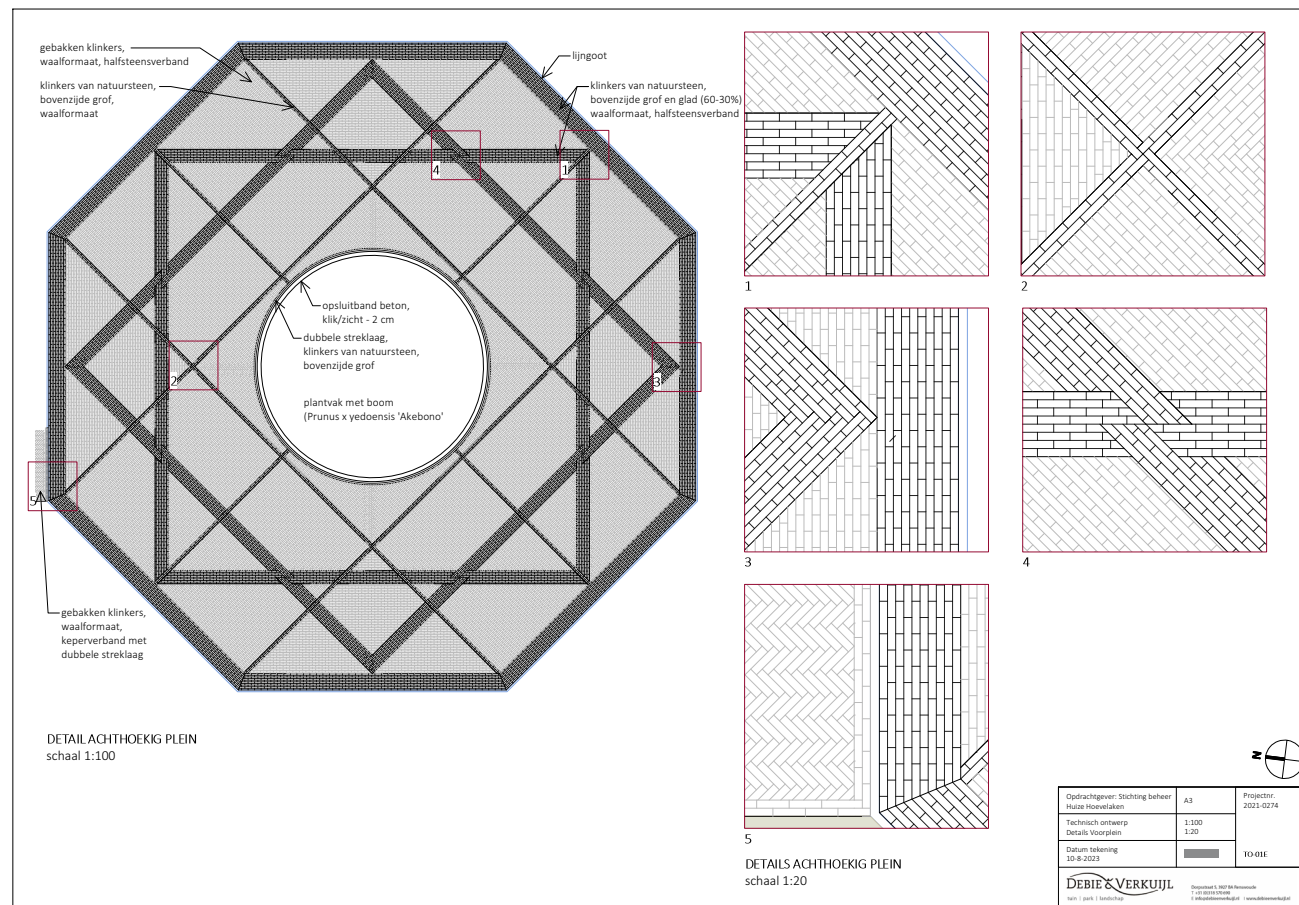 gebakken klinkers,
waalformaat, halfsteensverband
klinkers van natuursteen,
bovenzijde grof,
waalformaat
lijngoot
klinkers van natuursteen,
bovenzijde grof en glad (60-30%)
waalformaat, halfsteensverband
4
1
opsluitband beton,
klik/zicht - 2 cm
dubbele streklaag,
klinkers van natuursteen,
bovenzijde grof
2
3
plantvak met boom
(Prunus x yedoensis 'Akebono'
5
gebakken klinkers,
waalformaat,
keperverband met
dubbele streklaag
DETAIL ACHTHOEKIG PLEIN
schaal 1:100
1
2
3
4
5
DETAILS ACHTHOEKIG PLEIN
schaal 1:20
N
Opdrachtgever: Stichting beheer
Huize Hoevelaken
A3
Projectnr.
2021-0274
Technisch ontwerp
Details Voorplein
1:100
1:20
Datum tekening
10-8-2023
TO-01E
DEBIE & VERKUIJL
tuin | park | landschap